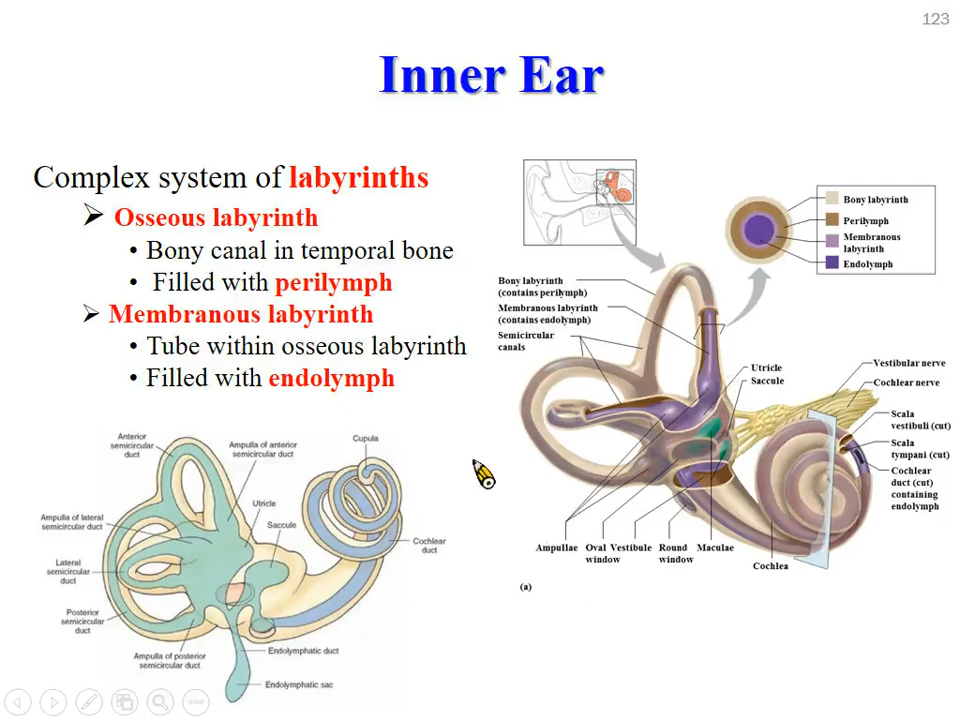 123
Inner Ear
Complex system of labyrinths
➢ Osseous labyrinth
• Bony canal in temporal bone
• Filled with perilymph
➢ Membranous labyrinth
• Tube within osseous labyrinth
• Filled with endolymph
Bony labyrinth
Perilymph
Membranous
labyrinth
Endolymph
Bony labyrinth
(contains perilymph)
Membranous labyrinth
(contains endolymph)
Semicircular
canals
Utricle
Saccule
Vestibular nerve
Cochlear nerve
Scala
vestibuli (cut)
Scala
tympani (cut)
Cochlear
duct (cut)
containing
endolymph
Ampullae
Oval
window
Vestibule
Round
window
Maculae
Cochlea
(a)
Anterior
semicircular
duct
Ampulla of anterior
semicircular duct
Cupula
Utricle
Saccule
Ampulla of lateral
semicircular duct
Cochlear
duct
Lateral
semicircular
duct
Posterior
semicircular
duct
Ampulla of posterior
semicircular duct
Endolymphatic duct
Endolymphatic sac